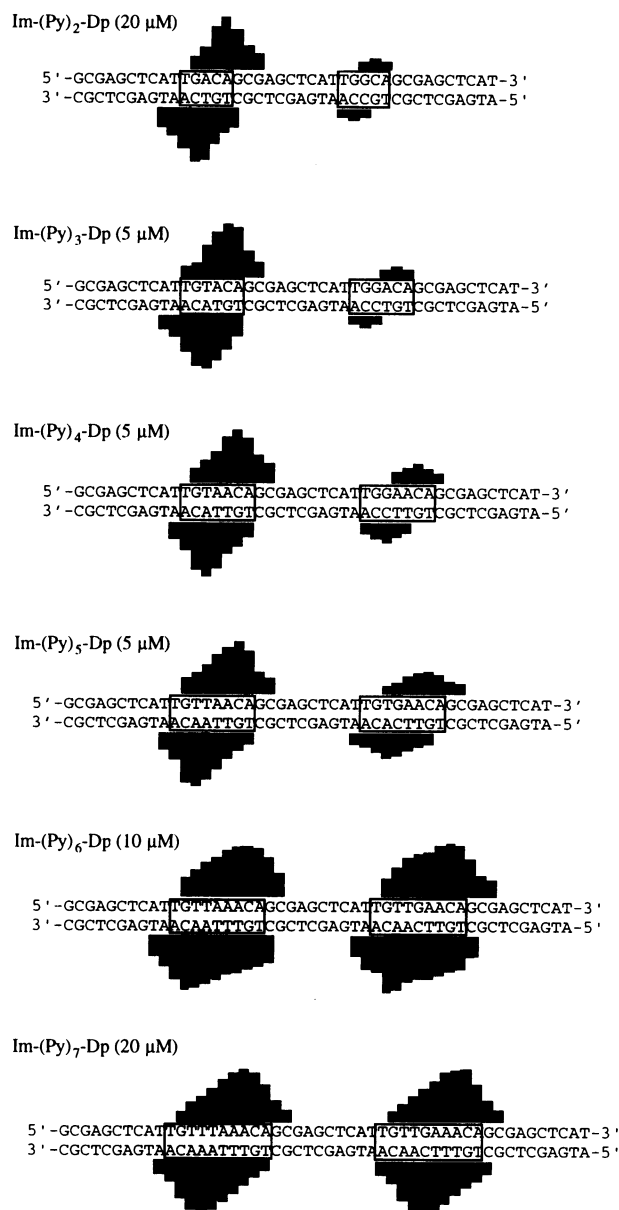 Im-(Py)2-Dp (20 μM)
5'-GCGAGCTCATTGACAGCGAGCTCATTGGCAGCGAGCTCAT-3'
3'-CGCTCGAGTAACTGTCGCTCGAGTAACCGTCGCTCGAGTA-5'
Im-(Py)3-Dp (5 μM)
5'-GCGAGCTCATTGTACAGCGAGCTCATTGGACAGCGAGCTCAT-3'
3'-CGCTCGAGTAACATGTCGCTCGAGTAACCTGTCGCTCGAGTA-5'
Im-(Py)4-Dp (5 μM)
5'-GCGAGCTCATTGTAACAGCGAGCTCATTGGAACAGCGAGCTCAT-3'
3'-CGCTCGAGTAACATTGTCGCTCGAGTAACCTTGTCGCTCGAGTA-5'
Im-(Py)5-Dp (5 μM)
5'-GCGAGCTCATTGTTAACAGCGAGCTCATTGTGAACAGCGAGCTCAT-3'
3'-CGCTCGAGTAACAATTGTCGCTCGAGTAACACTTGTCGCTCGAGTA-5'
Im-(Py)6-Dp (10 μM)
5'-GCGAGCTCATTGTTAAACAGCGAGCTCATTGTTGAACAGCGAGCTCAT-3'
3'-CGCTCGAGTAACAATTTGTCGCTCGAGTAACAACTTGTCGCTCGAGTA-5'
Im-(Py)7-Dp (20 μM)
5'-GCGAGCTCATTGTTTAAACAGCGAGCTCATTGTTGAAACAGCGAGCTCAT-3'
3'-CGCTCGAGTAACAAATTTGTCGCTCGAGTAACAACTTTGTCGCTCGAGTA-5'